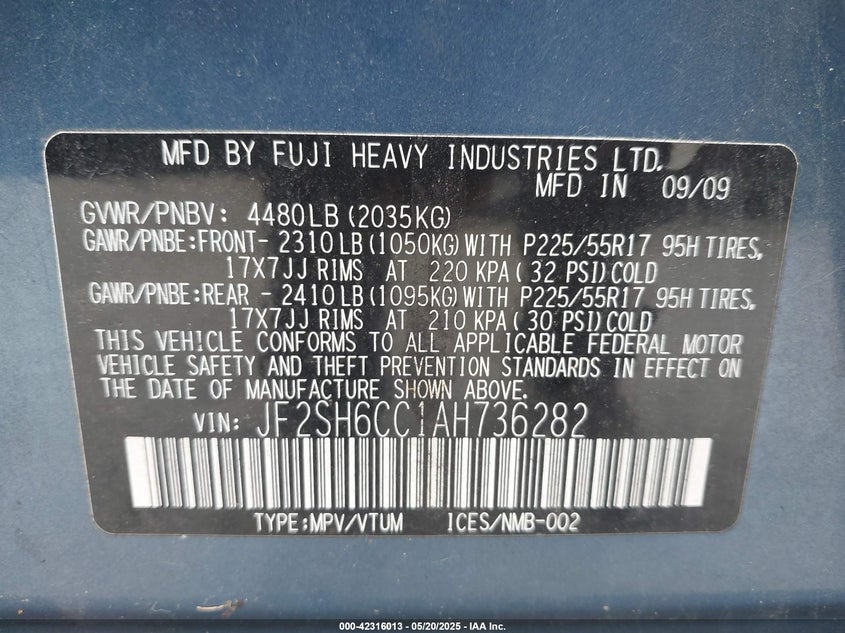 MFD BY FUJI HEAVY INDUSTRIES LTD.
MFD IN 09/09
GVWR/PNBV: 4480LB(2035KG)
GAWR/PNBE:FRONT- 2310LB(1050KG)WITH P225/55R17 95H TIRES,
17X7JJ RIMS AT 220 KPA( 32 PSI)COLD
GAWR/PNBE:REAR - 2410LB(1095KG)WITH P225/55R17 95H TIRES,
17X7JJ RIMS AT 210 KPA( 30 PSI)COLD
THIS VEHICLE CONFORMS TO ALL APPLICABLE FEDERAL MOTOR
VEHICLE SAFETY AND THEFT PREVENTION STANDARDS IN EFFECT ON
THE DATE OF MANUFACTURE SHOWN ABOVE.
VIN: JF2SH6CC1AH736282
TYPE:MPV/VTUM ICES/NMB-002
000-42316013 - 05/20/2025 - IAA Inc.